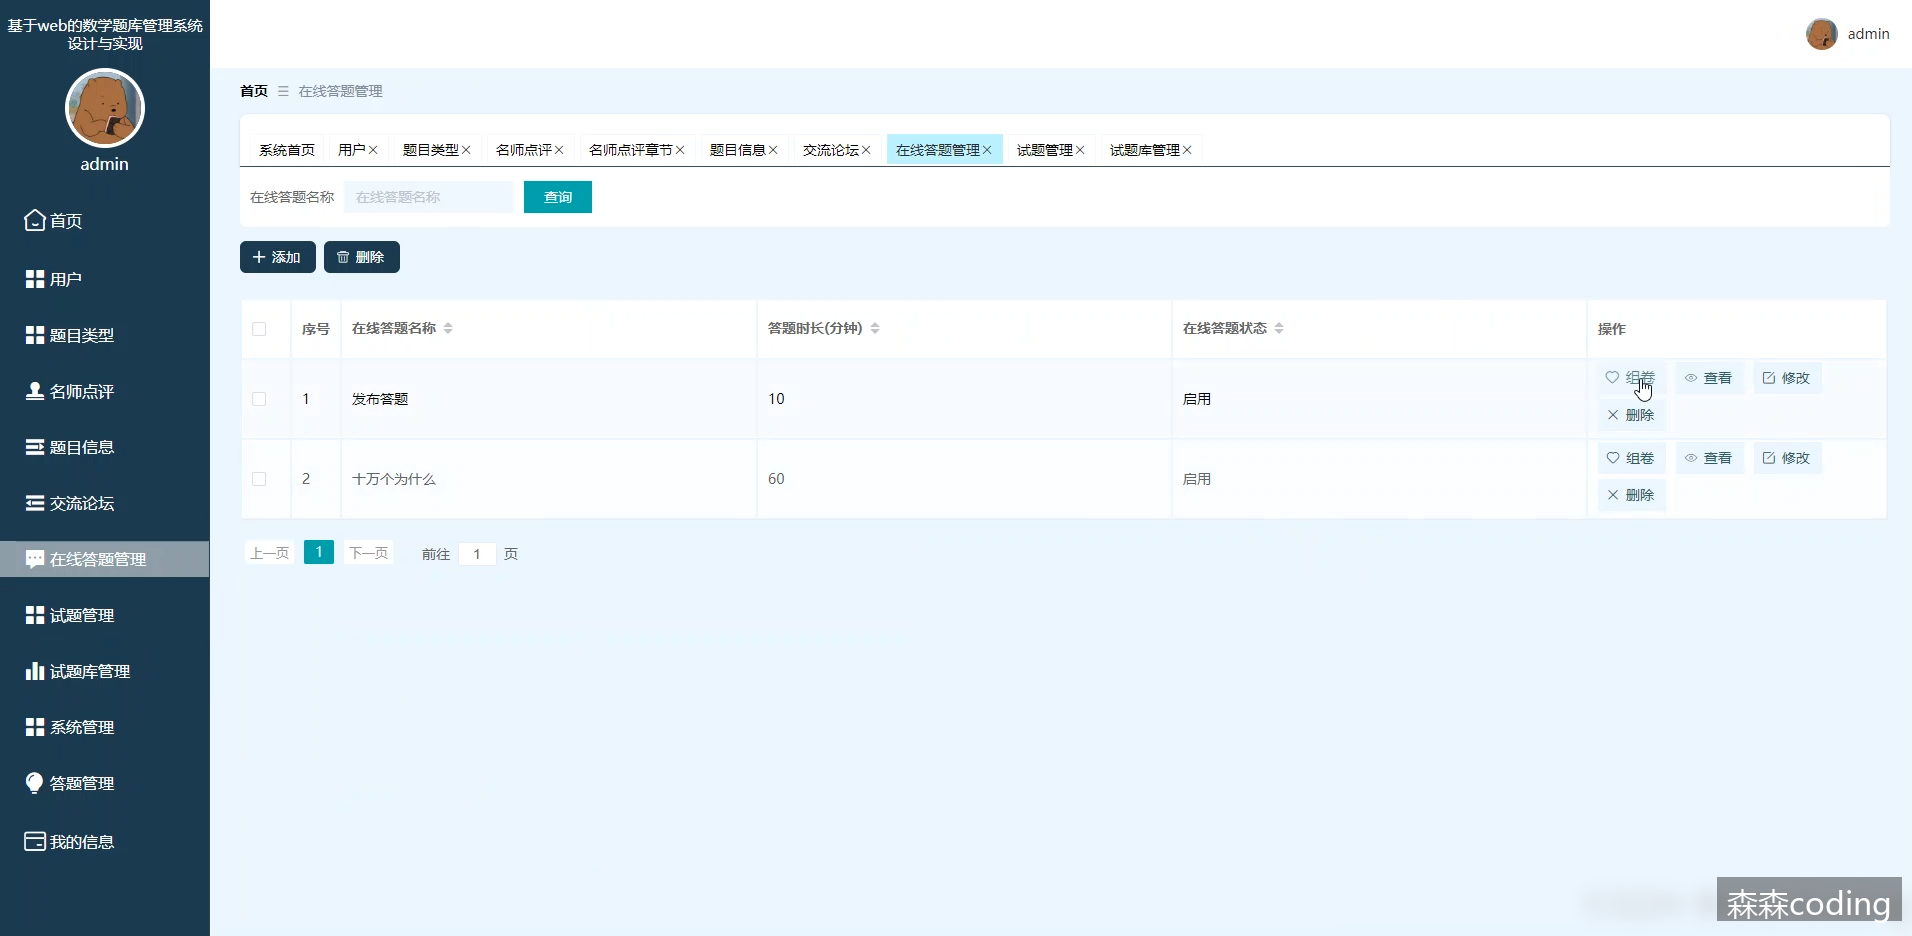 基于web的数学题库管理系统
设计与实现
admin
首页
用户
题目类型
名师点评
题目信息
交流论坛
在线答题管理
试题管理
试题库管理
系统管理
答题管理
我的信息
admin
首页 在线答题管理
系统首页 用户 题目类型 名师点评 名师点评章节 题目信息 交流论坛 在线答题管理 试题管理 试题库管理
在线答题名称 在线答题名称 查询
添加 删除
序号 在线答题名称 答题时长(分钟) 在线答题状态 操作
1 发布答题 10 启用 组卷 查看 修改
删除
2 十万个为什么 60 启用 组卷 查看 修改
删除
上一页 1 下一页 前往 1 页
森森coding